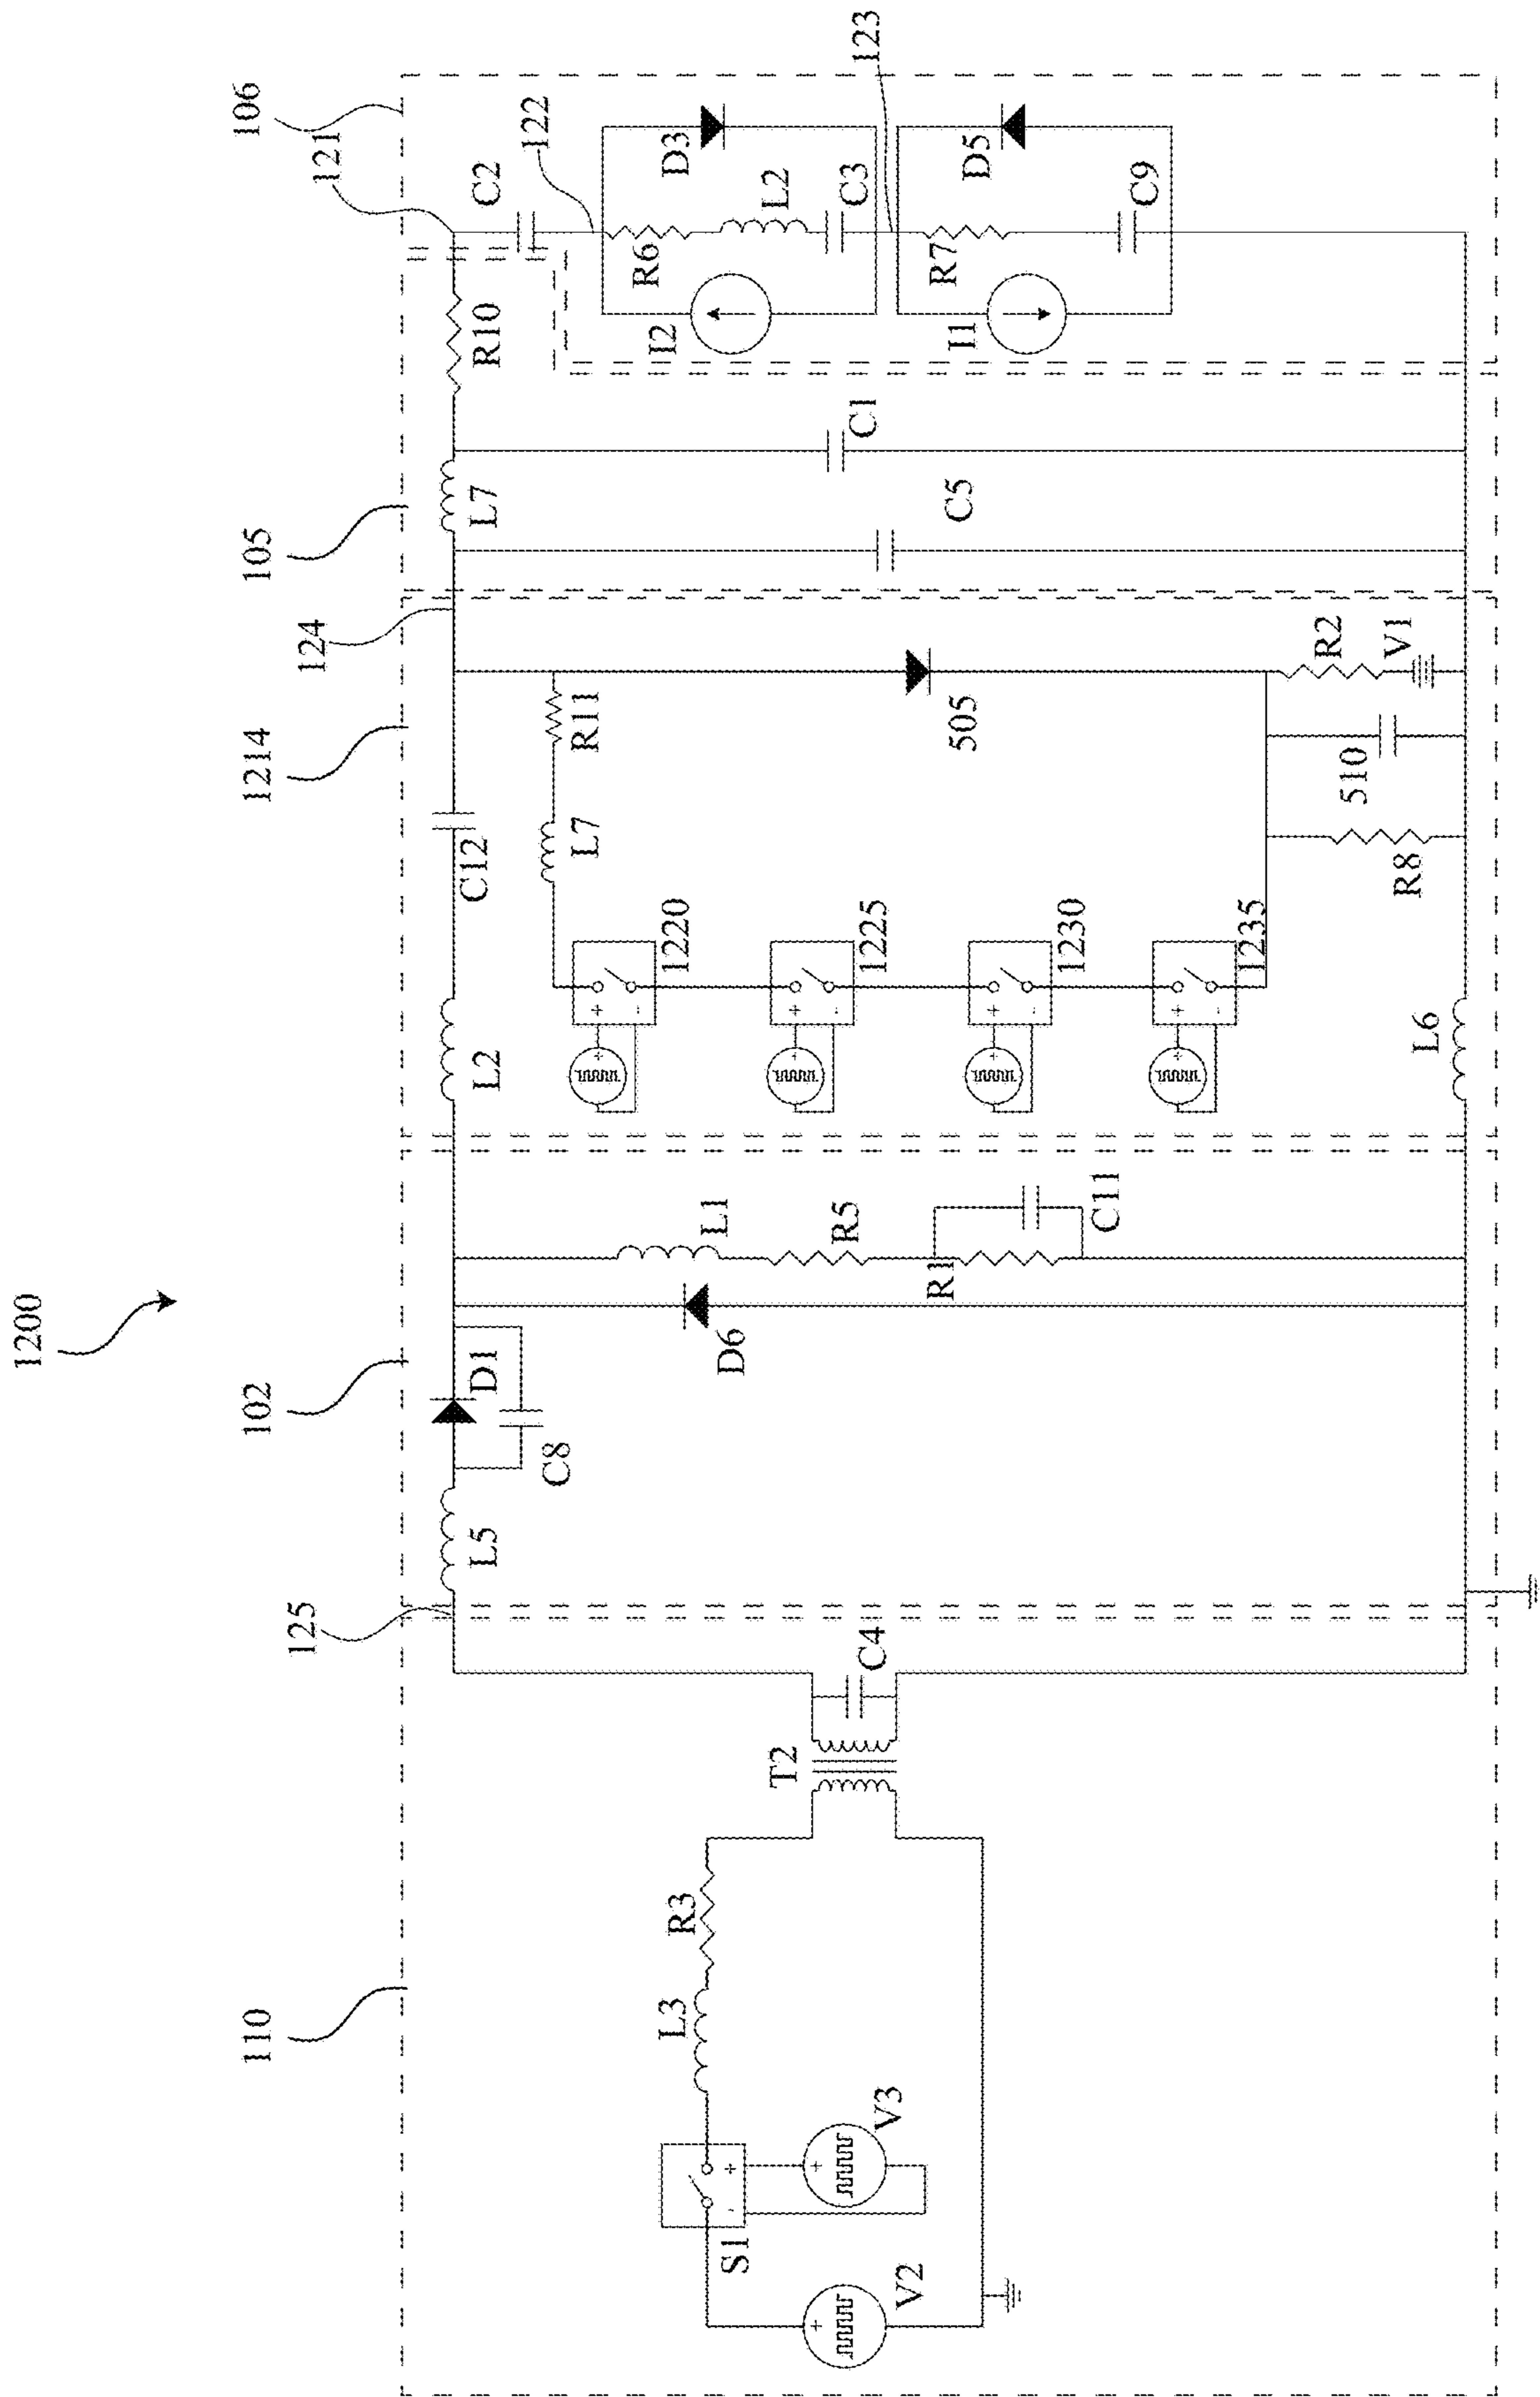 1200
110
125
102
1214
124
105
121
106
S1
V2
V3
L3
R3
T2
C4
L5
D1
C8
D6
L1
R5
R1
C11
L2
C12
L7
R11
1220
1225
1230
1235
505
R8
510
R2
V1
L6
L7
C5
C1
R10
C2
122
I2
R6
L2
C3
D3
123
I1
R7
C9
D5
+
-
+
+
+
-
+
+
-
+
+
-
+
+
-
+